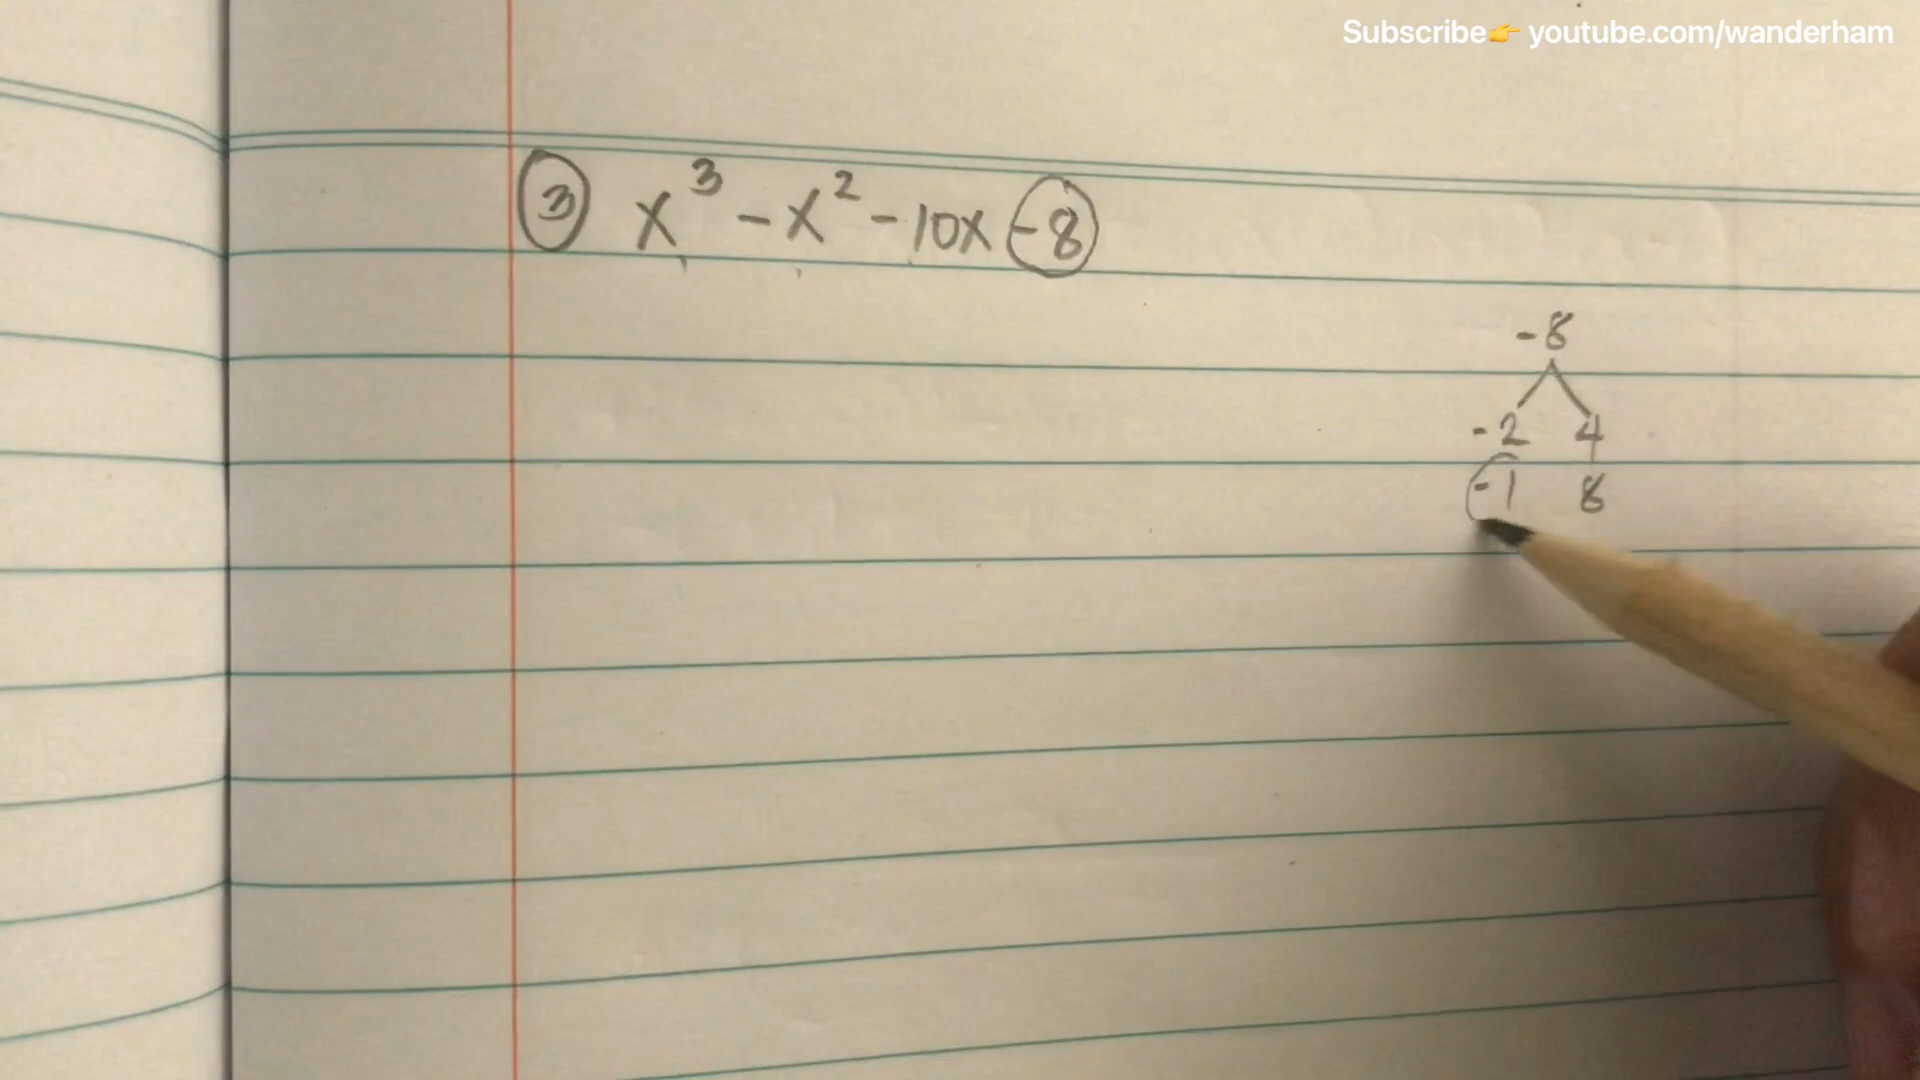 Subscribe👉 youtube.com/wanderham
③ x³ - x² - 10x - 8
-8
-2 4
-1 8